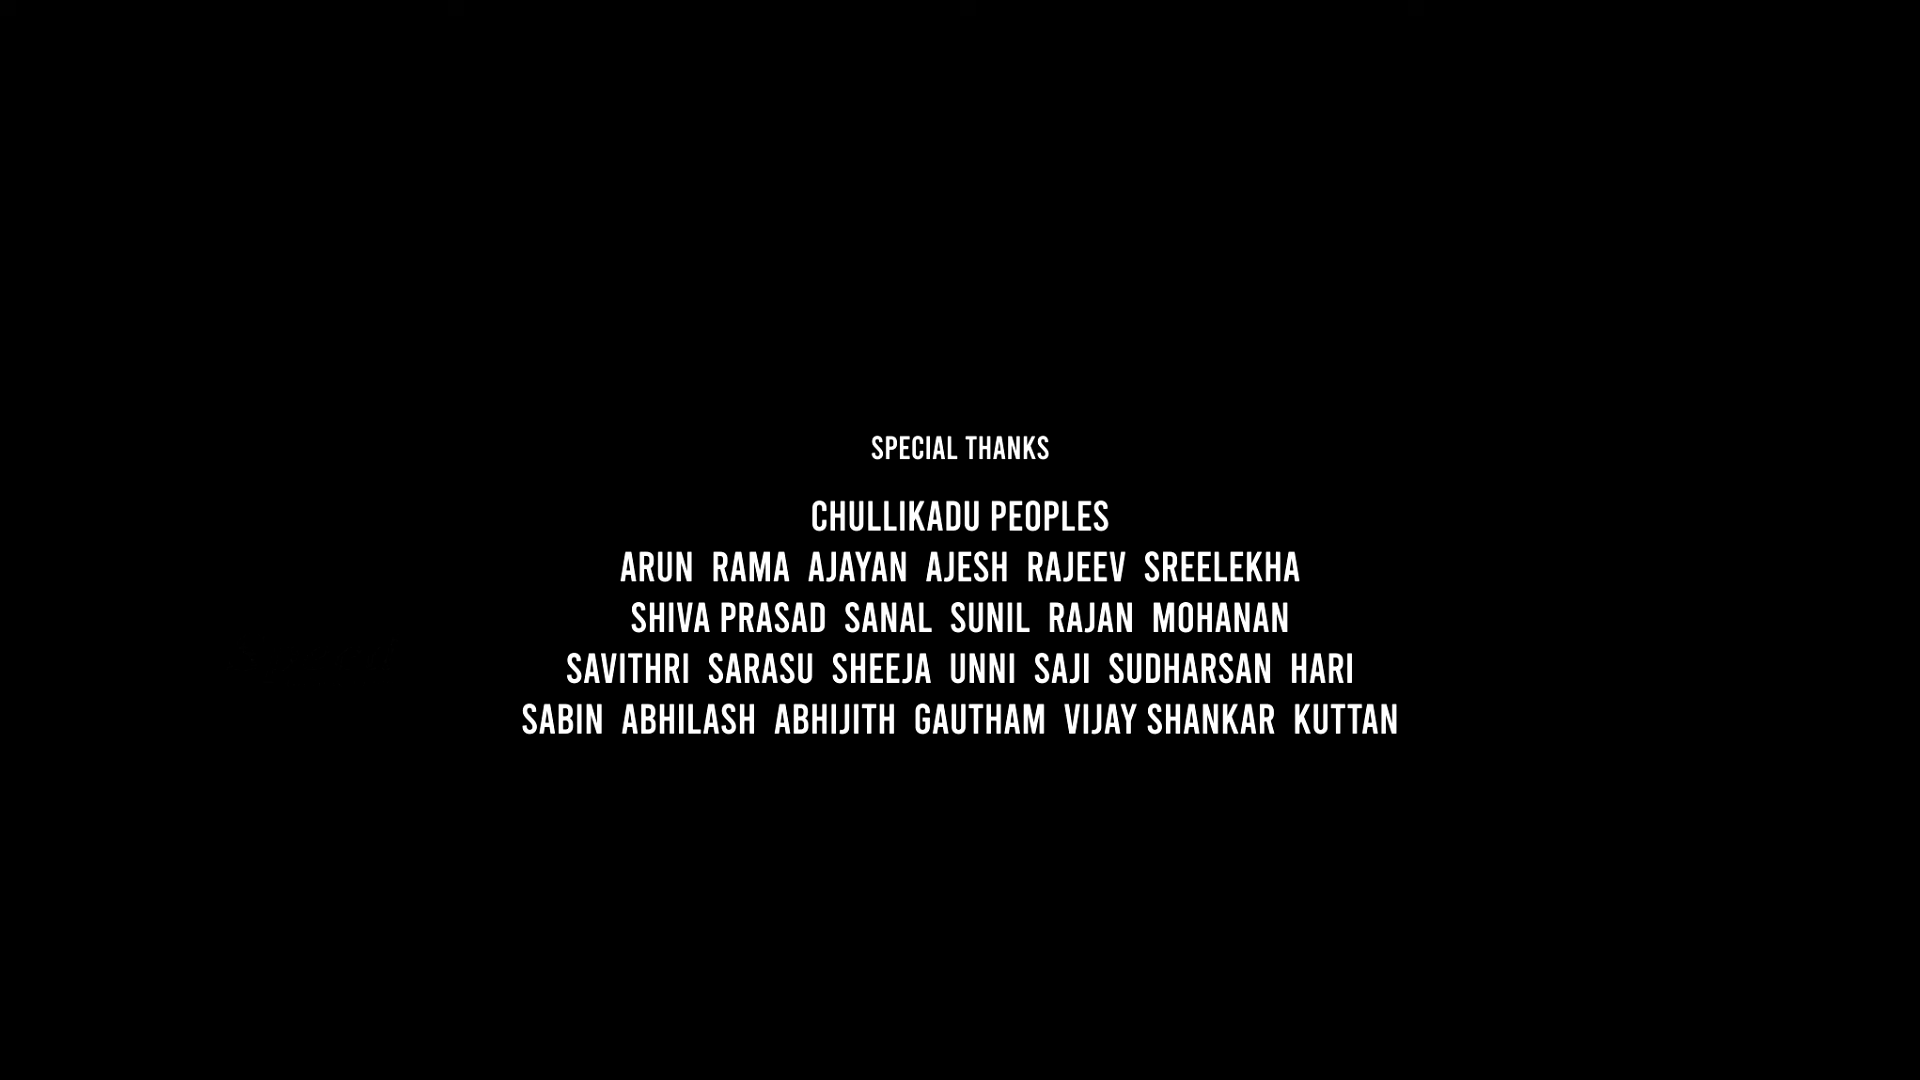 SPECIAL THANKS
CHULLIKADU PEOPLES
ARUN RAMA AJAYAN AJESH RAJEEV SREELEKHA
SHIVA PRASAD SANAL SUNIL RAJAN MOHANAN
SAVITHRI SARASU SHEEJA UNNI SAJI SUDHARSAN HARI
SABIN ABHILASH ABHIJITH GAUTHAM VIJAY SHANKAR KUTTAN